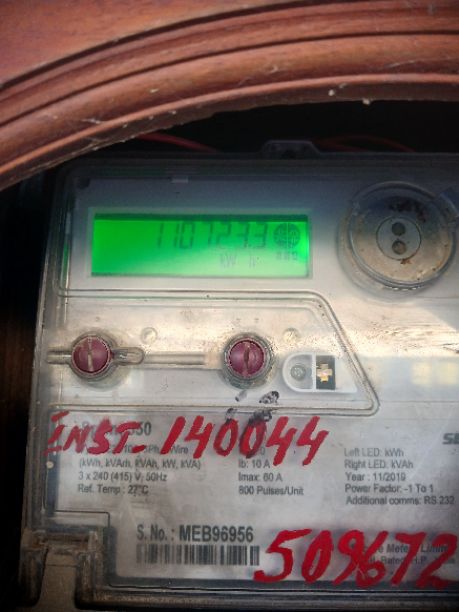 110723.3
kW hr
INST 140044
(kWh, kVArh, kVAh, kW, kVA)
3 x 240 (415) V, 50Hz
Ref. Temp : 27°C
Ib: 10 A
Imax: 60 A
800 Pulses/Unit
Left LED: kWh
Right LED: kVAh
Year : 11/2019
Power Factor: -1 To 1
Additional comms: RS 232
S. No. : MEB96956
509672